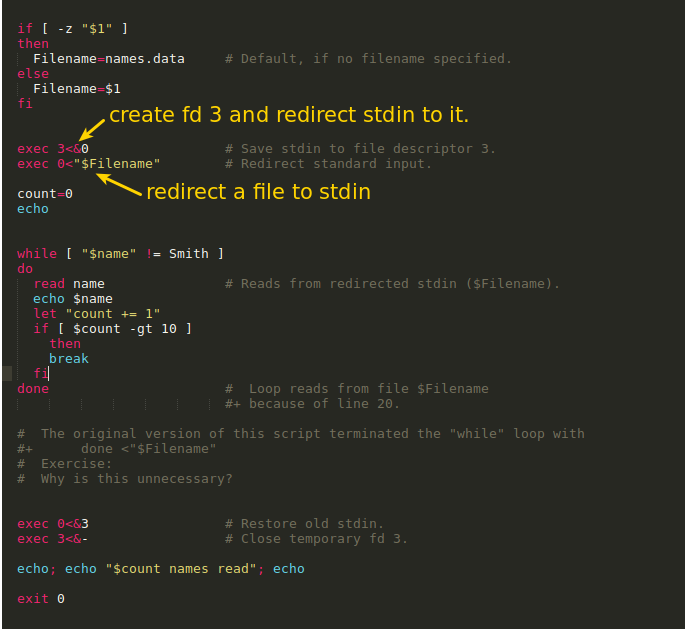 if [ -z "$1" ]
then
  Filename=names.data     # Default, if no filename specified.
else
  Filename=$1
fi
create fd 3 and redirect stdin to it.
exec 3<&0                 # Save stdin to file descriptor 3.
exec 0<"$Filename"        # Redirect standard input.
redirect a file to stdin
count=0
echo
while [ "$name" != Smith ]
do
  read name               # Reads from redirected stdin ($Filename).
  echo $name
  let "count += 1"
  if [ $count -gt 10 ]
    then
    break
  fi
done                      #  Loop reads from file $Filename
                          #+ because of line 20.
#  The original version of this script terminated the "while" loop with
#+      done <"$Filename"
#  Exercise:
#  Why is this unnecessary?
exec 0<&3                 # Restore old stdin.
exec 3<&-                 # Close temporary fd 3.
echo; echo "$count names read"; echo
exit 0